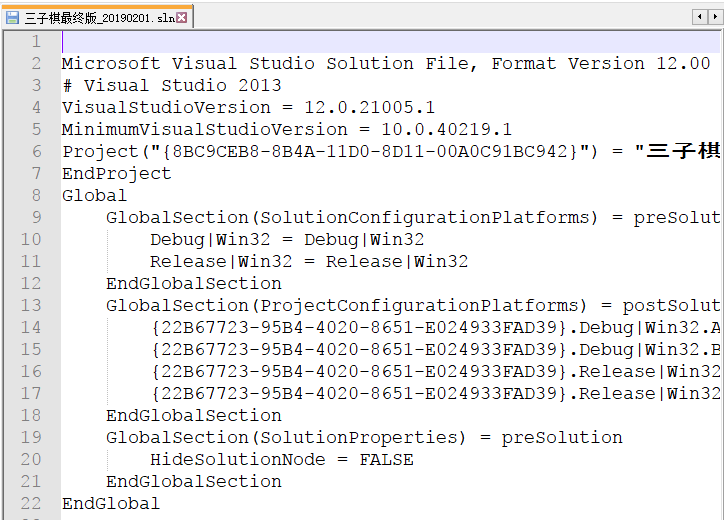 三子棋最终版_20190201.sln
1
2 Microsoft Visual Studio Solution File, Format Version 12.00
3 # Visual Studio 2013
4 VisualStudioVersion = 12.0.21005.1
5 MinimumVisualStudioVersion = 10.0.40219.1
6 Project("{8BC9CEB8-8B4A-11D0-8D11-00A0C91BC942}") = "三子棋
7 EndProject
8 Global
9 GlobalSection(SolutionConfigurationPlatforms) = preSolut
10 Debug|Win32 = Debug|Win32
11 Release|Win32 = Release|Win32
12 EndGlobalSection
13 GlobalSection(ProjectConfigurationPlatforms) = postSolut
14 {22B67723-95B4-4020-8651-E024933FAD39}.Debug|Win32.A
15 {22B67723-95B4-4020-8651-E024933FAD39}.Debug|Win32.B
16 {22B67723-95B4-4020-8651-E024933FAD39}.Release|Win32
17 {22B67723-95B4-4020-8651-E024933FAD39}.Release|Win32
18 EndGlobalSection
19 GlobalSection(SolutionProperties) = preSolution
20 HideSolutionNode = FALSE
21 EndGlobalSection
22 EndGlobal